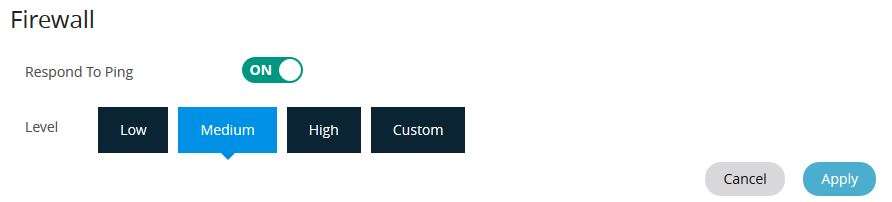 Firewall
Respond To Ping ON
Level Low Medium High Custom
Cancel Apply